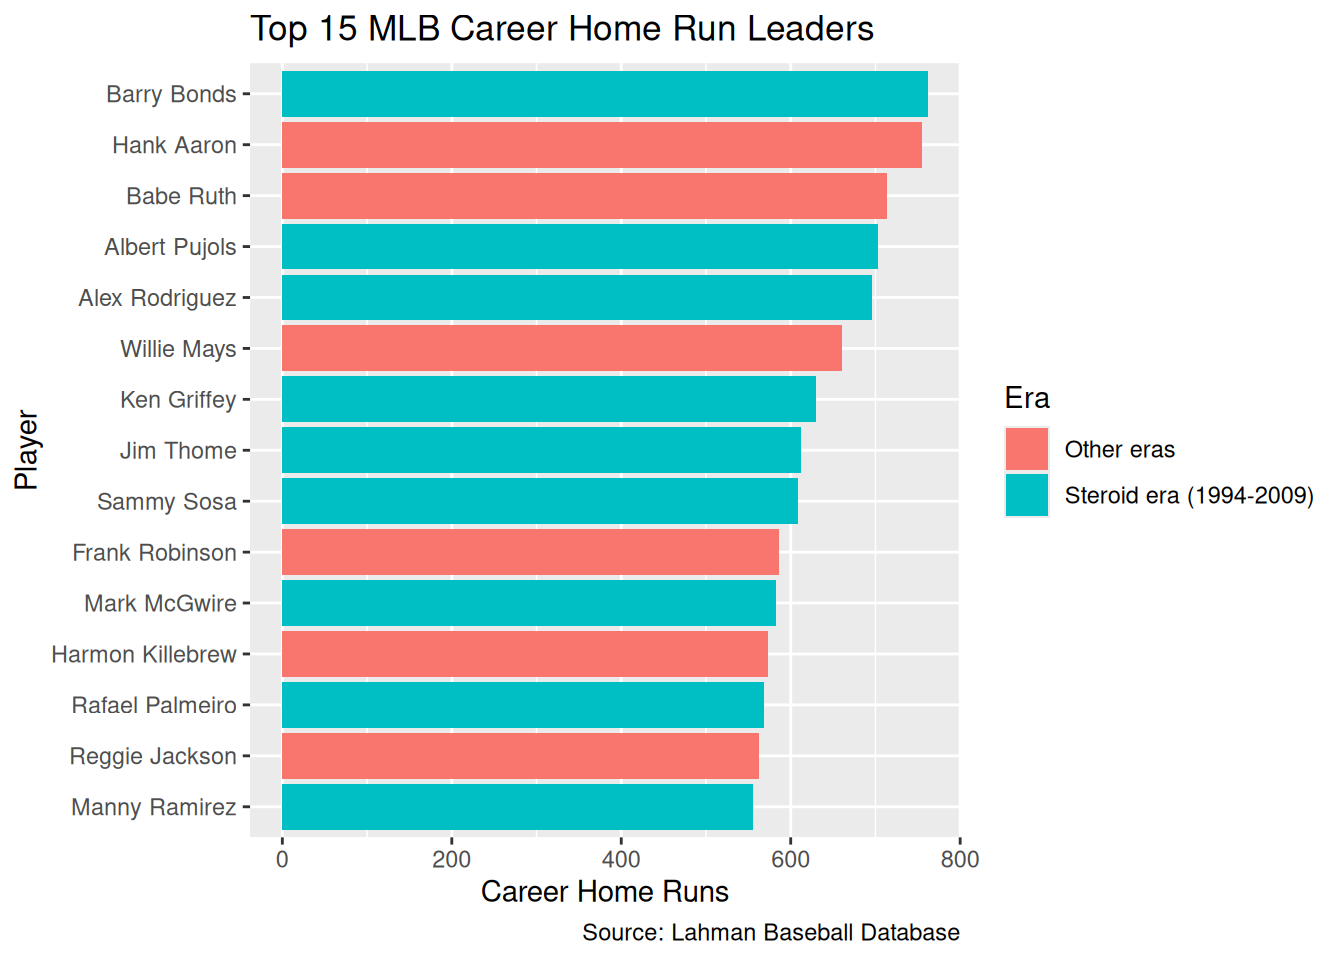 Top 15 MLB Career Home Run Leaders
Player
Barry Bonds
Hank Aaron
Babe Ruth
Albert Pujols
Alex Rodriguez
Willie Mays
Ken Griffey
Jim Thome
Sammy Sosa
Frank Robinson
Mark McGwire
Harmon Killebrew
Rafael Palmeiro
Reggie Jackson
Manny Ramirez
0 200 400 600 800
Career Home Runs
Source: Lahman Baseball Database
Era
Other eras
Steroid era (1994-2009)